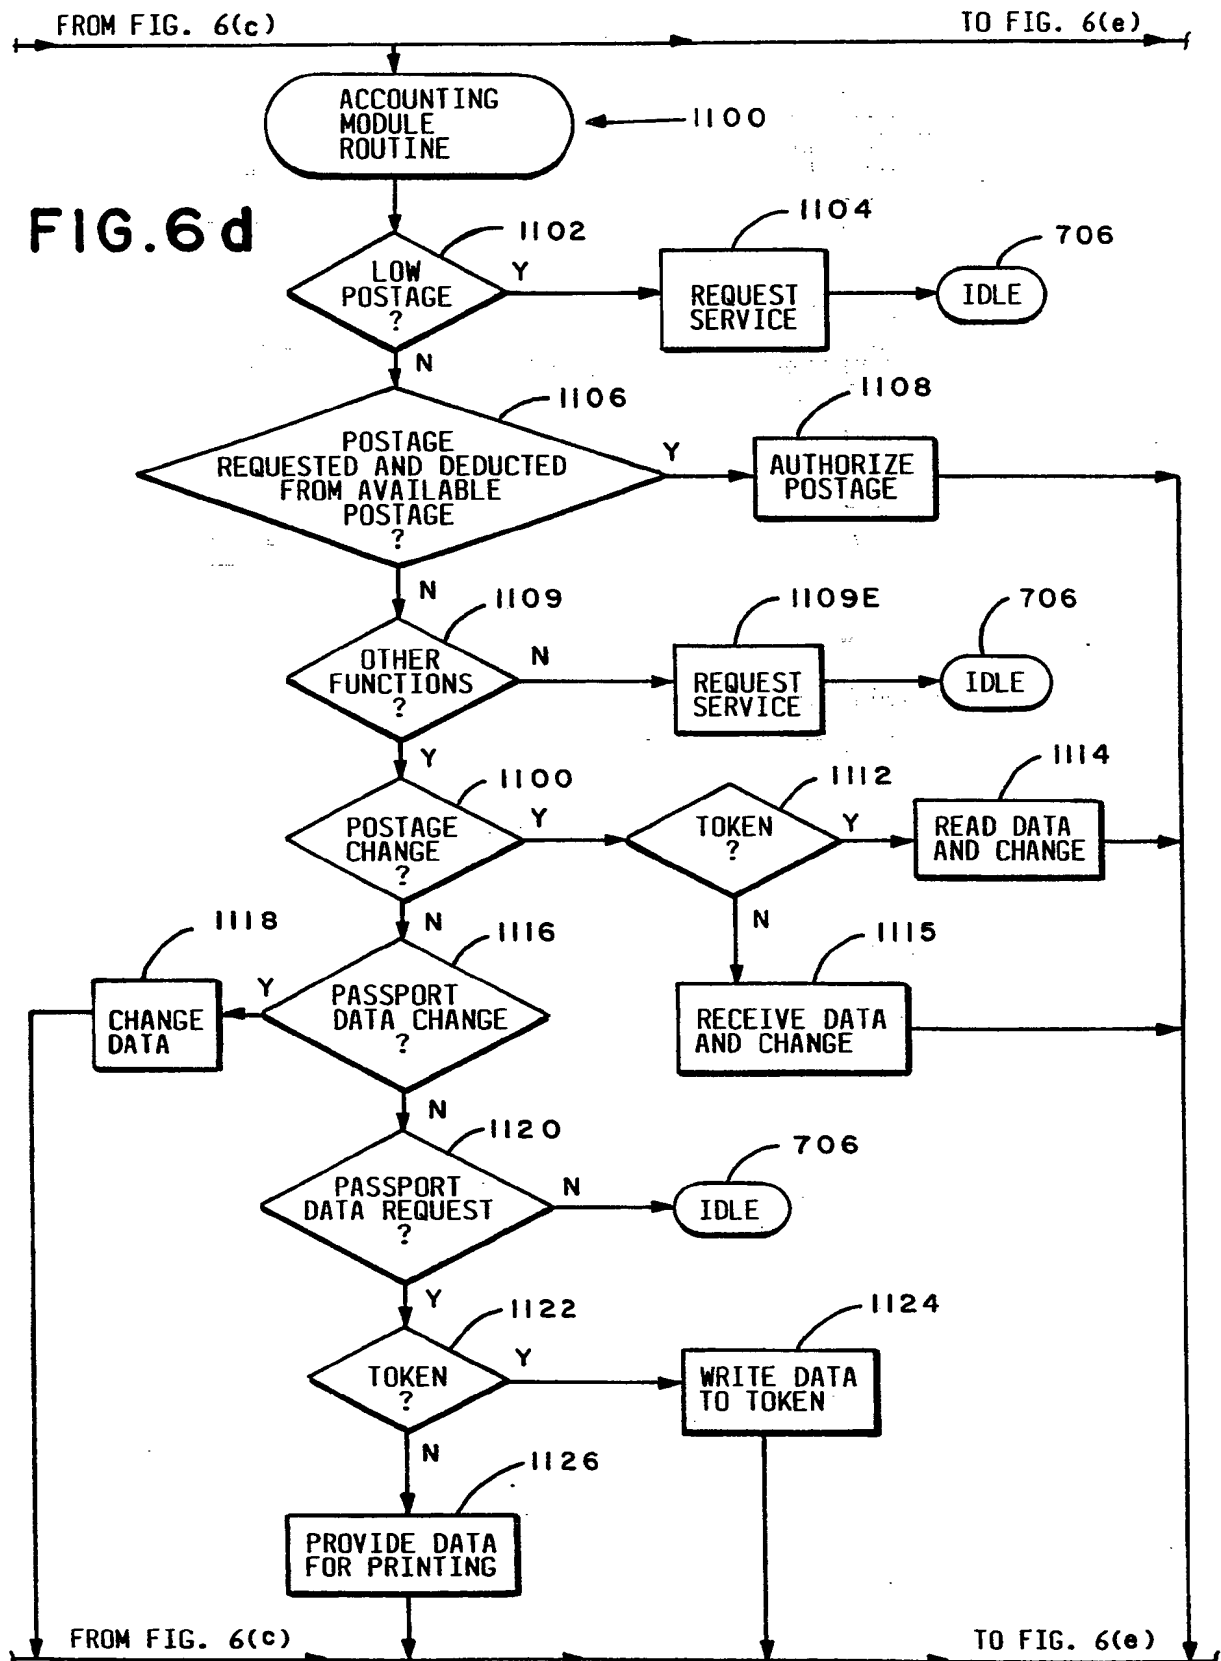 FROM FIG. 6(c)
TO FIG. 6(e)
ACCOUNTING
MODULE
ROUTINE
1100
FIG.6d
1102
LOW
POSTAGE
?
Y
N
1104
REQUEST
SERVICE
706
IDLE
1106
POSTAGE
REQUESTED AND DEDUCTED
FROM AVAILABLE
POSTAGE
?
Y
N
1108
AUTHORIZE
POSTAGE
1109
OTHER
FUNCTIONS
?
N
Y
1109E
REQUEST
SERVICE
706
IDLE
1100
POSTAGE
CHANGE
?
Y
N
1112
TOKEN
?
Y
N
1114
READ DATA
AND CHANGE
1115
RECEIVE DATA
AND CHANGE
1118
CHANGE
DATA
1116
PASSPORT
DATA CHANGE
?
Y
N
1120
PASSPORT
DATA REQUEST
?
N
Y
706
IDLE
1122
TOKEN
?
Y
N
1124
WRITE DATA
TO TOKEN
1126
PROVIDE DATA
FOR PRINTING
FROM FIG. 6(c)
TO FIG. 6(e)